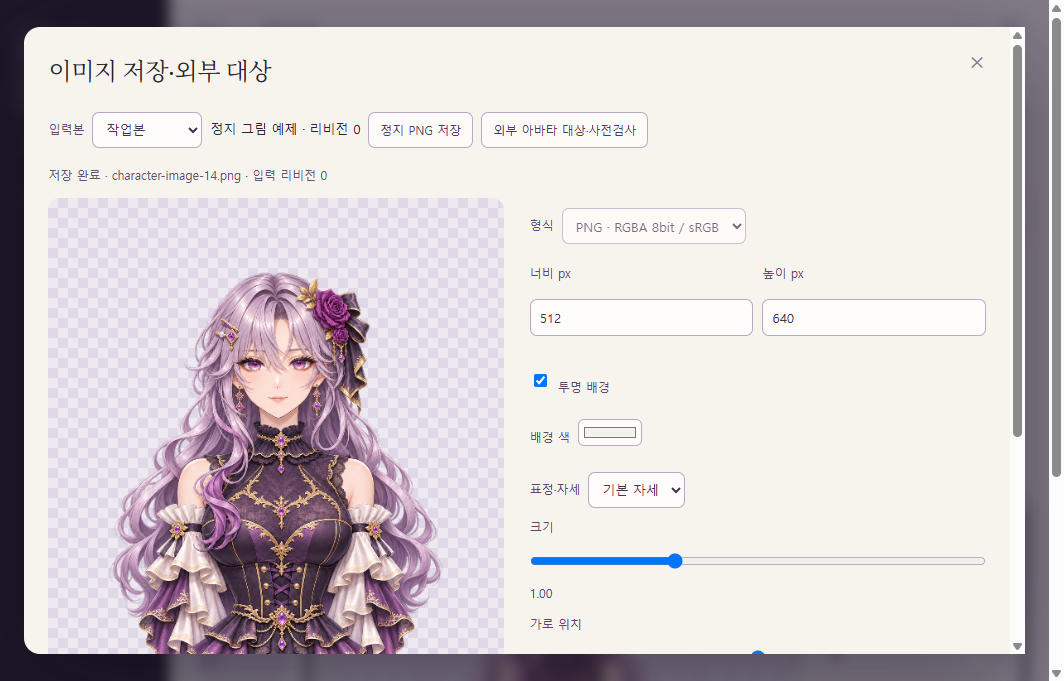 이미지 저장·외부 대상
입력본 작업본 정지 그림 예제 · 리비전 0 정지 PNG 저장 외부 아바타 대상·사전검사
저장 완료 · character-image-14.png · 입력 리비전 0
형식 PNG · RGBA 8bit / sRGB
너비 px 높이 px
512 640
투명 배경
배경 색
표정·자세 기본 자세
크기
1.00
가로 위치